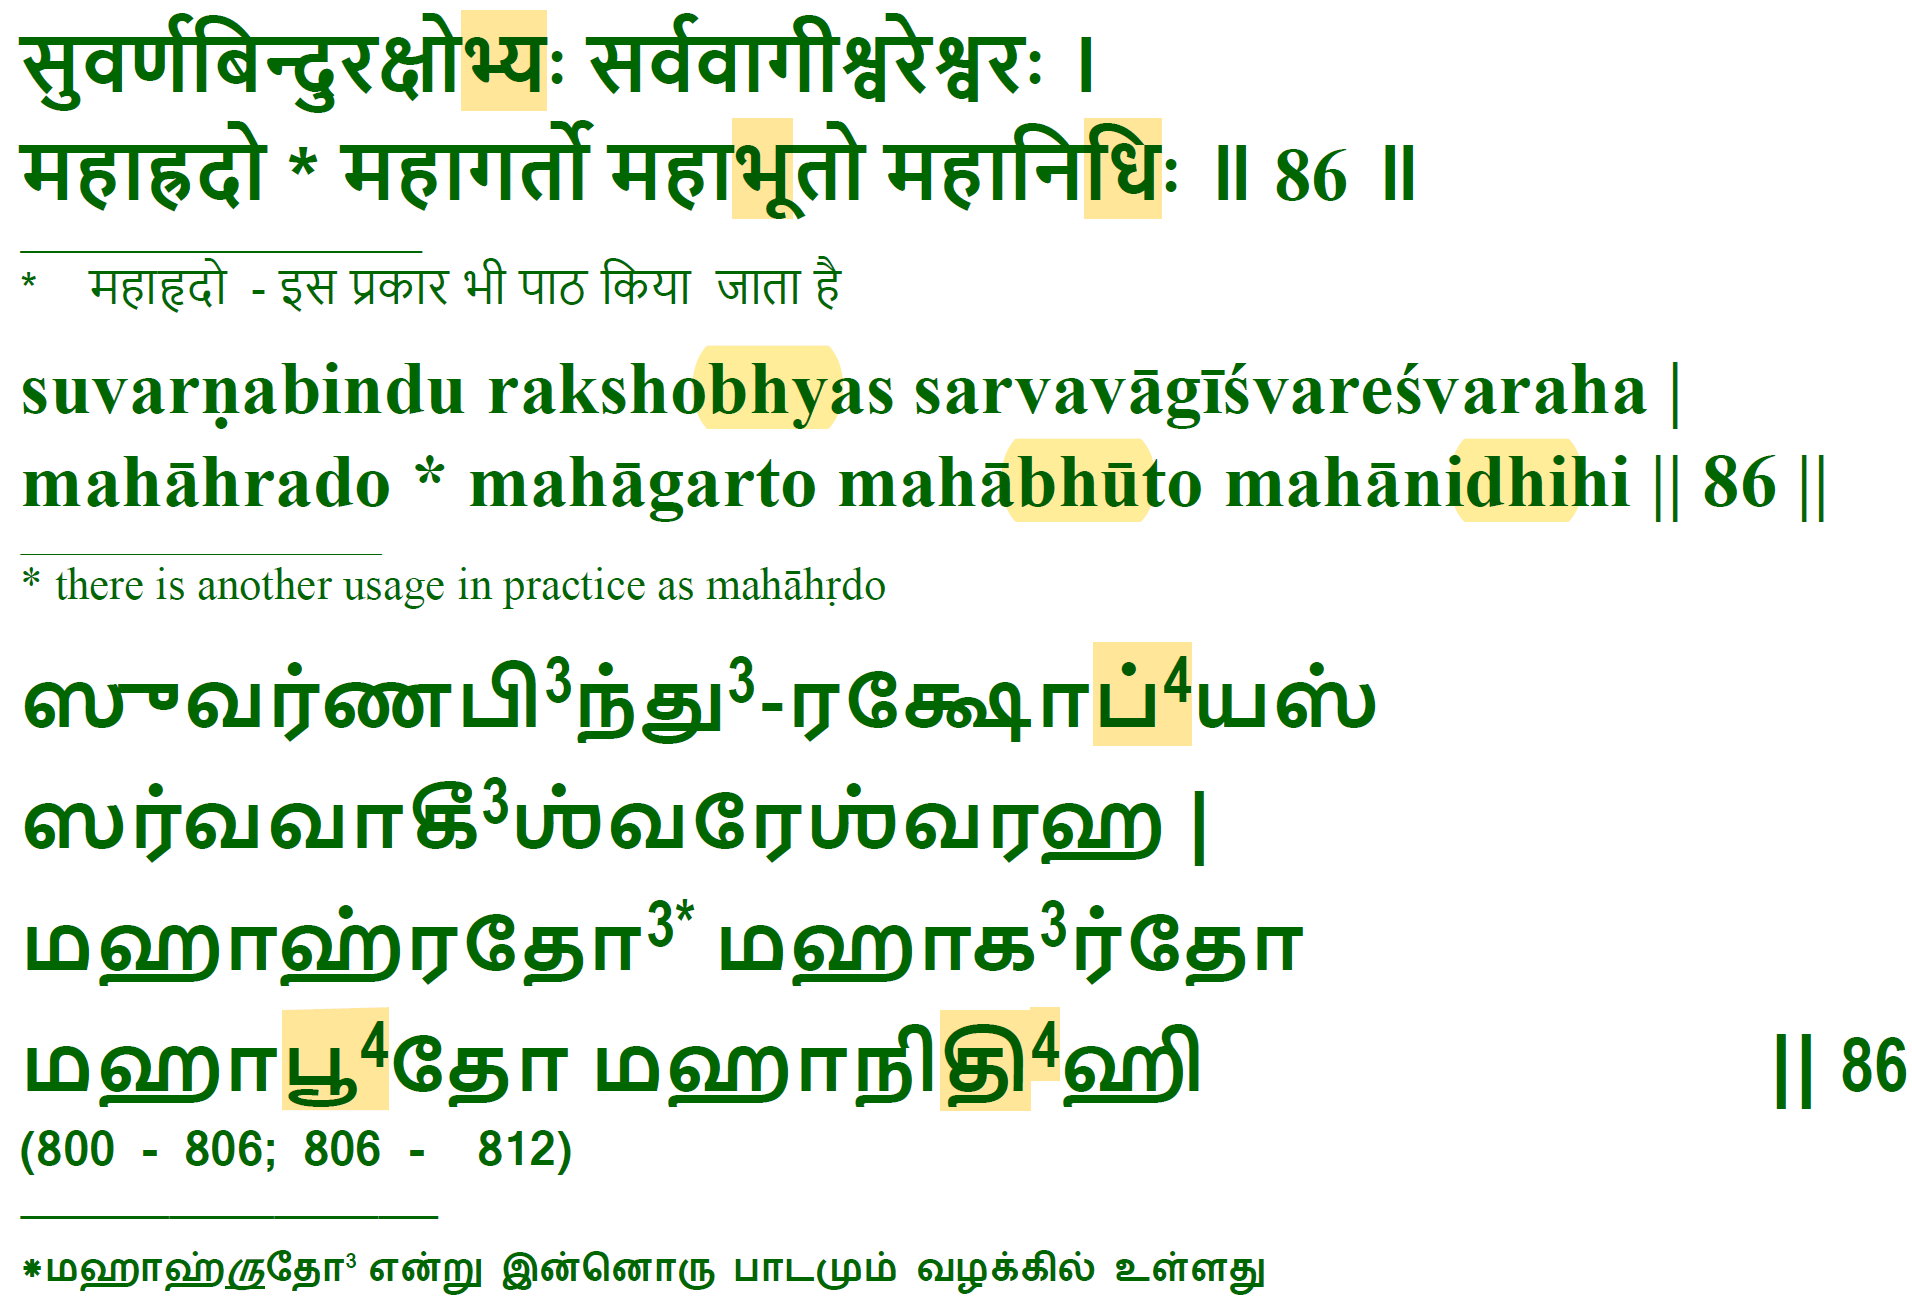 सुवर्णबिन्दुरक्षोभ्यः सर्ववागीश्वरेश्वरः ।
महाह्रदो * महागर्तो महाभूतो महानिधिः ॥ 86 ॥
* महाहृदो - इस प्रकार भी पाठ किया जाता है
suvarṇabindu rakshobhyas sarvavāgīśvareśvaraha |
mahāhrado * mahāgarto mahābhūto mahānidhihi || 86 ||
* there is another usage in practice as mahāhṛdo
ஸுவர்ணபி³ந்து³-ரக்ஷோப்⁴யஸ்
ஸர்வவாகீ³ஶ்வரேஶ்வரஹ |
மஹாஹ்ரதோ³* மஹாக³ர்தோ
மஹாபூ⁴தோ மஹாநிதி⁴ஹி || 86
(800 - 806; 806 - 812)
*மஹாஹ்ருதோ³ என்று இன்னொரு பாடமும் வழக்கில் உள்ளது